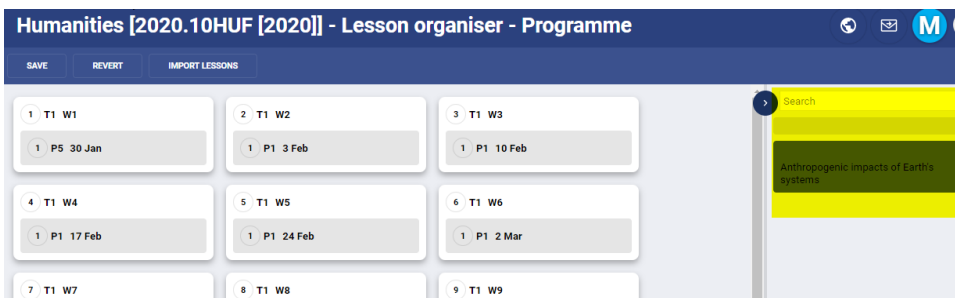 Humanities [2020.10HUF [2020]] - Lesson organiser - Programme
M
SAVE REVERT IMPORT LESSONS
1 T1 W1
1 P5 30 Jan
2 T1 W2
1 P1 3 Feb
3 T1 W3
1 P1 10 Feb
4 T1 W4
1 P1 17 Feb
5 T1 W5
1 P1 24 Feb
6 T1 W6
1 P1 2 Mar
7 T1 W7
8 T1 W8
9 T1 W9
Search
Anthropogenic impacts of Earth's
systems